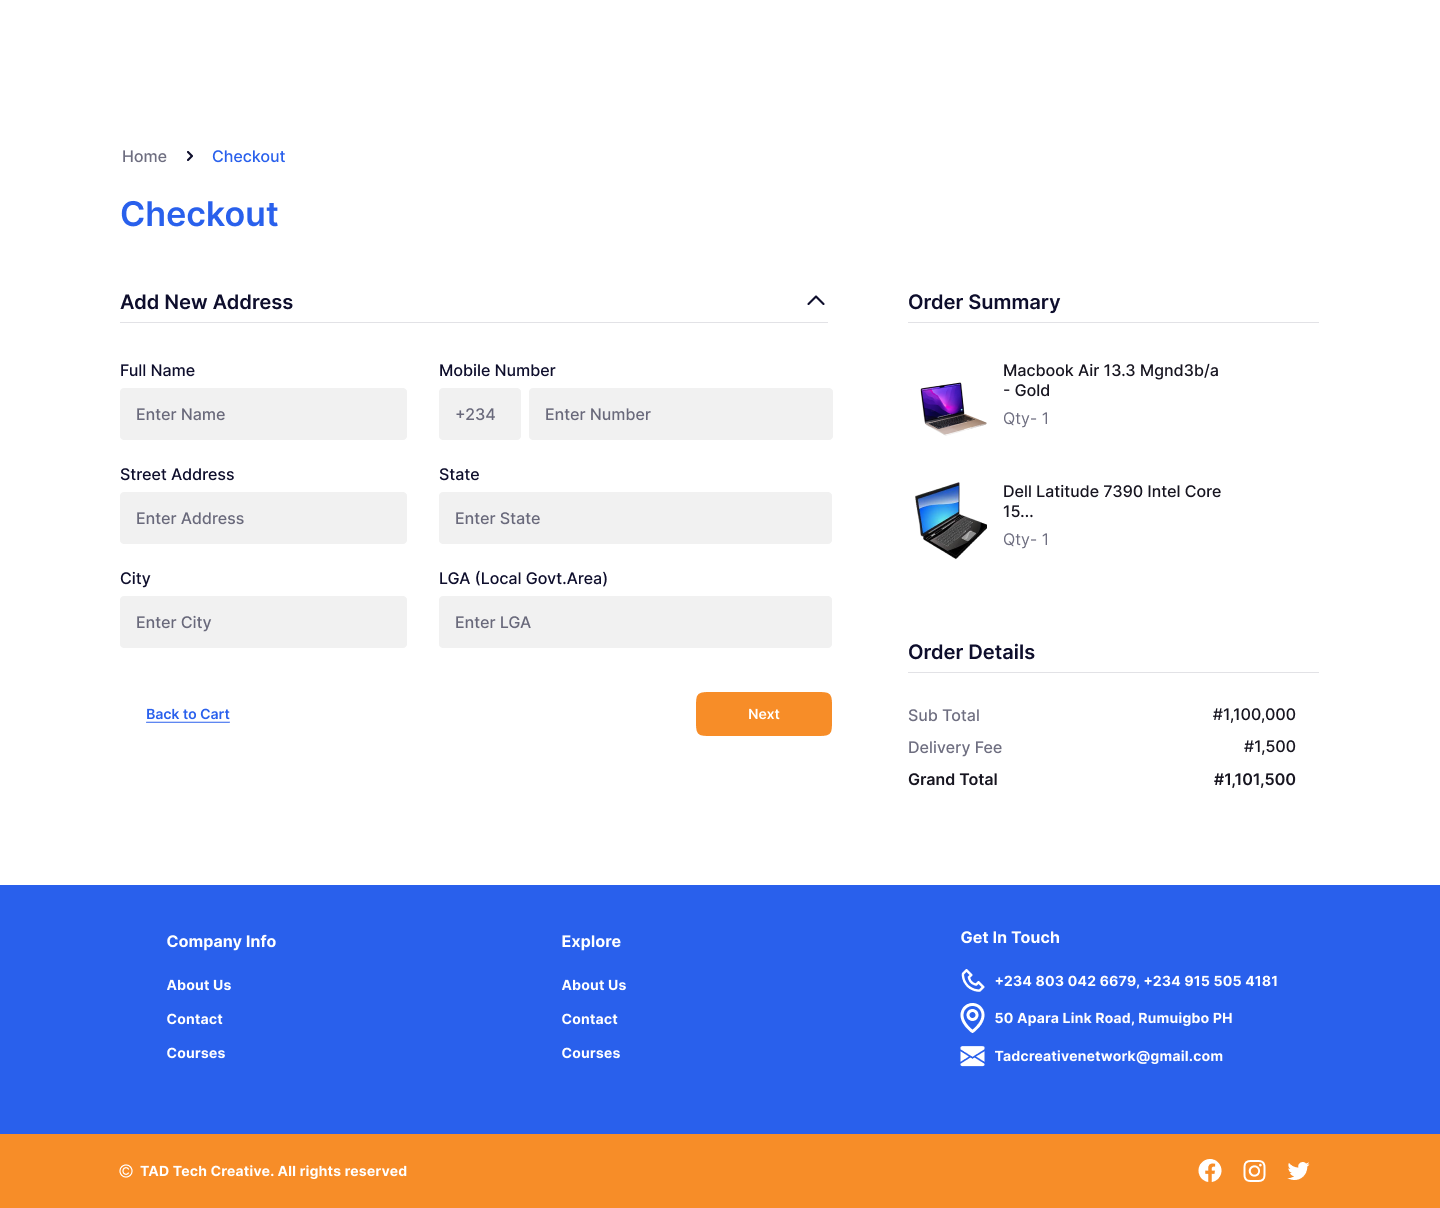 Home
Checkout
Checkout
Add New Address
Full Name
Enter Name
Mobile Number
+234
Enter Number
Street Address
Enter Address
State
Enter State
City
Enter City
LGA (Local Govt.Area)
Enter LGA
Back to Cart
Next
Order Summary
Macbook Air 13.3 Mgnd3b/a
- Gold
Qty- 1
Dell Latitude 7390 Intel Core
15...
Qty- 1
Order Details
Sub Total #1,100,000
Delivery Fee #1,500
Grand Total #1,101,500
Company Info
About Us
Contact
Courses
Explore
About Us
Contact
Courses
Get In Touch
+234 803 042 6679, +234 915 505 4181
50 Apara Link Road, Rumuigbo PH
Tadcreativenetwork@gmail.com
© TAD Tech Creative. All rights reserved